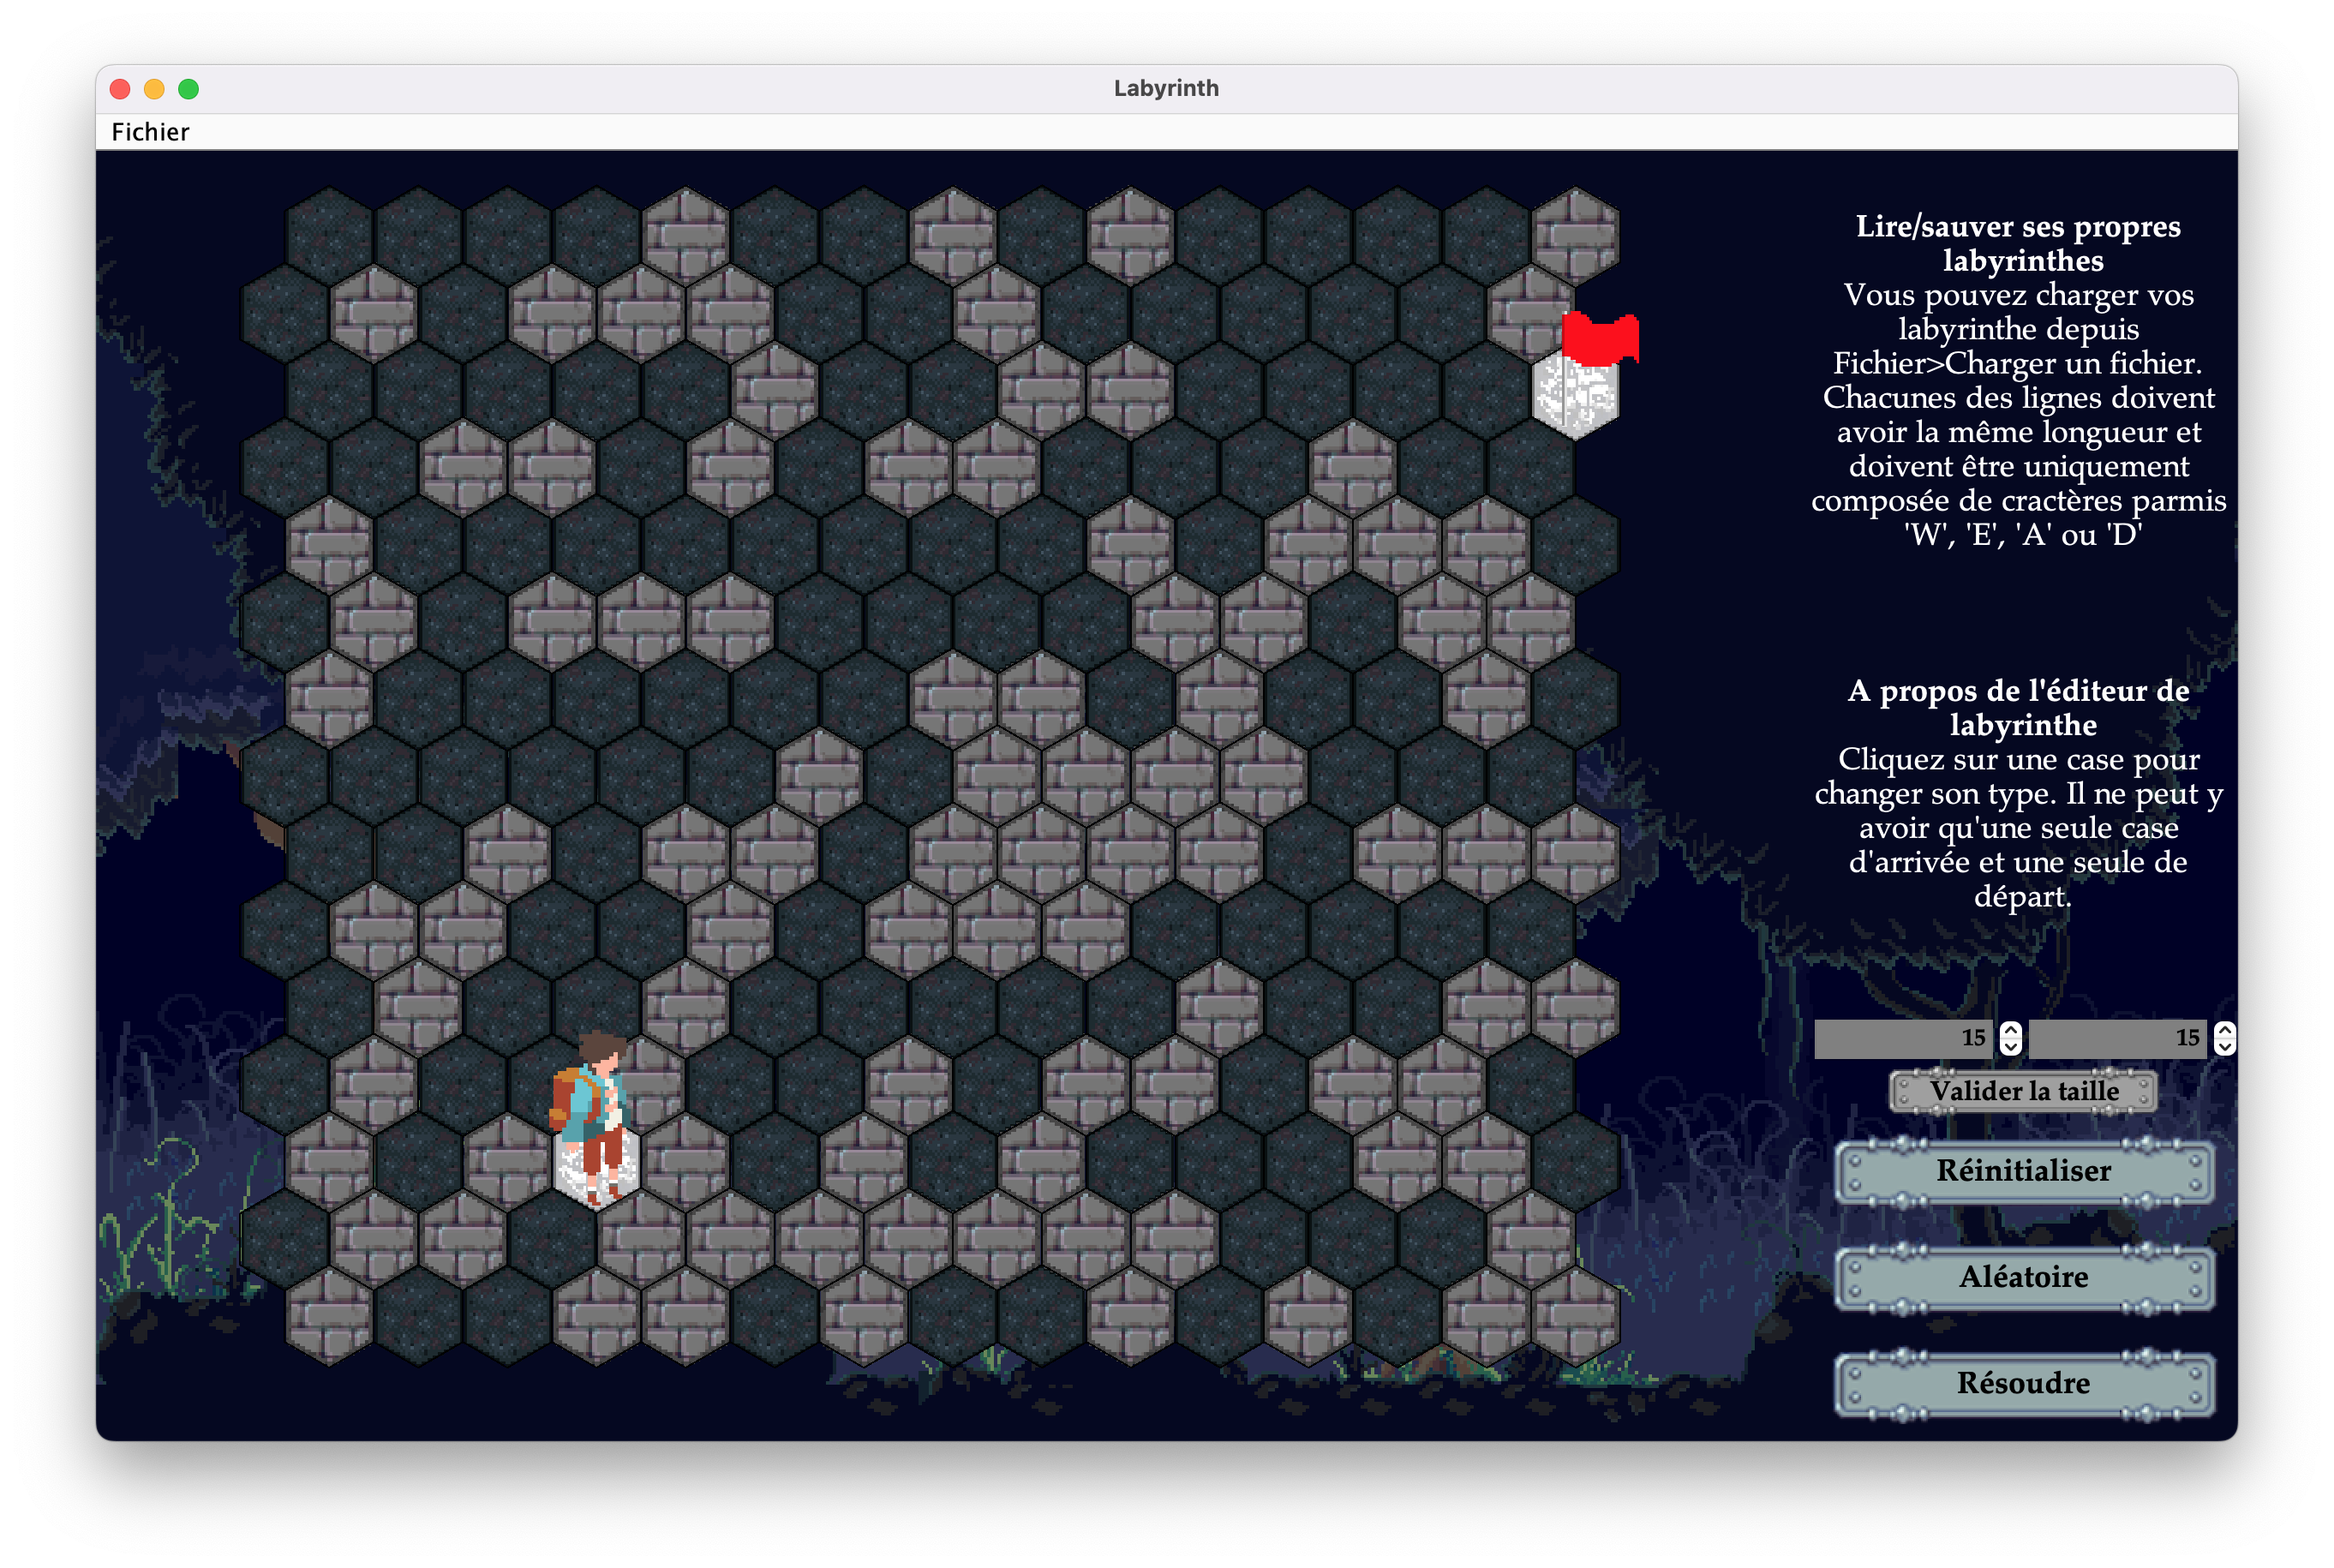 Labyrinth
Fichier
Lire/sauver ses propres
labyrinthes
Vous pouvez charger vos
labyrinthe depuis
Fichier>Charger un fichier.
Chacunes des lignes doivent
avoir la même longueur et
doivent être uniquement
composée de cractères parmis
'W', 'E', 'A' ou 'D'
A propos de l'éditeur de
labyrinthe
Cliquez sur une case pour
changer son type. Il ne peut y
avoir qu'une seule case
d'arrivée et une seule de
départ.
15 15
Valider la taille
Réinitialiser
Aléatoire
Résoudre